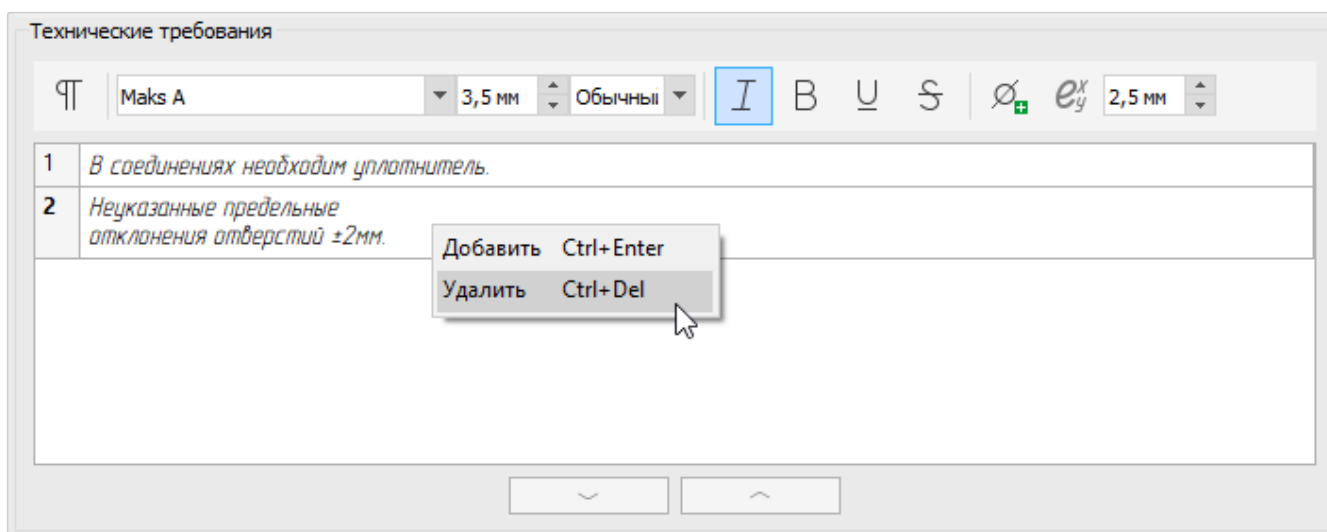 Технические требования
¶ Maks A 3,5 мм Обычный I B U S Ø e x y 2,5 мм
1 В соединениях необходим уплотнитель.
2 Неуказанные предельные
отклонения отверстий ±2мм.
Добавить Ctrl+Enter
Удалить Ctrl+Del